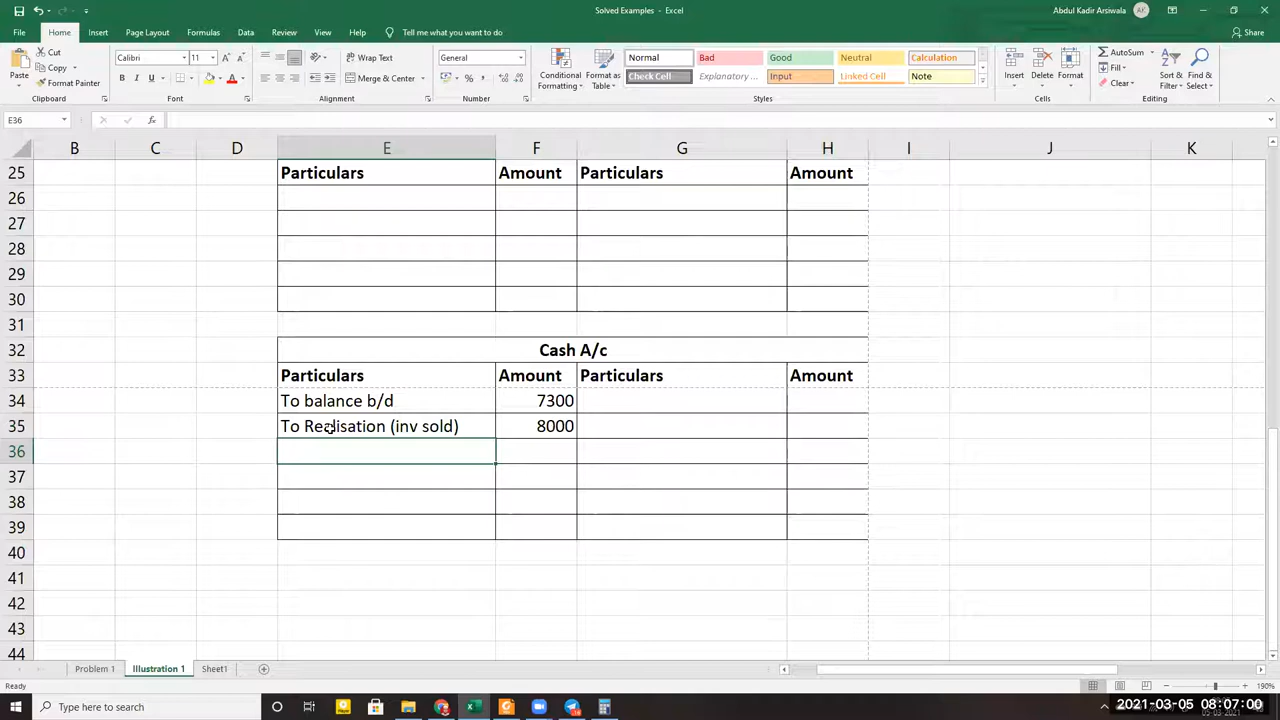 Solved Examples - Excel
Abdul Kadir Arsiwala
AK
File Home Insert Page Layout Formulas Data Review View Help Tell me what you want to do
Share
Cut
Copy
Format Painter
Paste
Clipboard
Calibri 11
B I U
Font
Wrap Text
Merge & Center
Alignment
General
Number
Conditional Formatting
Format as Table
Normal Bad Good Neutral Calculation
Check Cell Explanatory ... Input Linked Cell Note
Styles
Insert Delete Format
Cells
AutoSum
Fill
Clear
Sort & Filter
Find & Select
Editing
E36
fx
B C D E F G H I J K
25 Particulars Amount Particulars Amount
26
27
28
29
30
31
32 Cash A/c
33 Particulars Amount Particulars Amount
34 To balance b/d 7300
35 To Realisation (inv sold) 8000
36
37
38
39
40
41
42
43
44
Problem 1 Illustration 1 Sheet1
Ready
190%
Type here to search
2021-03-05 08:07:00